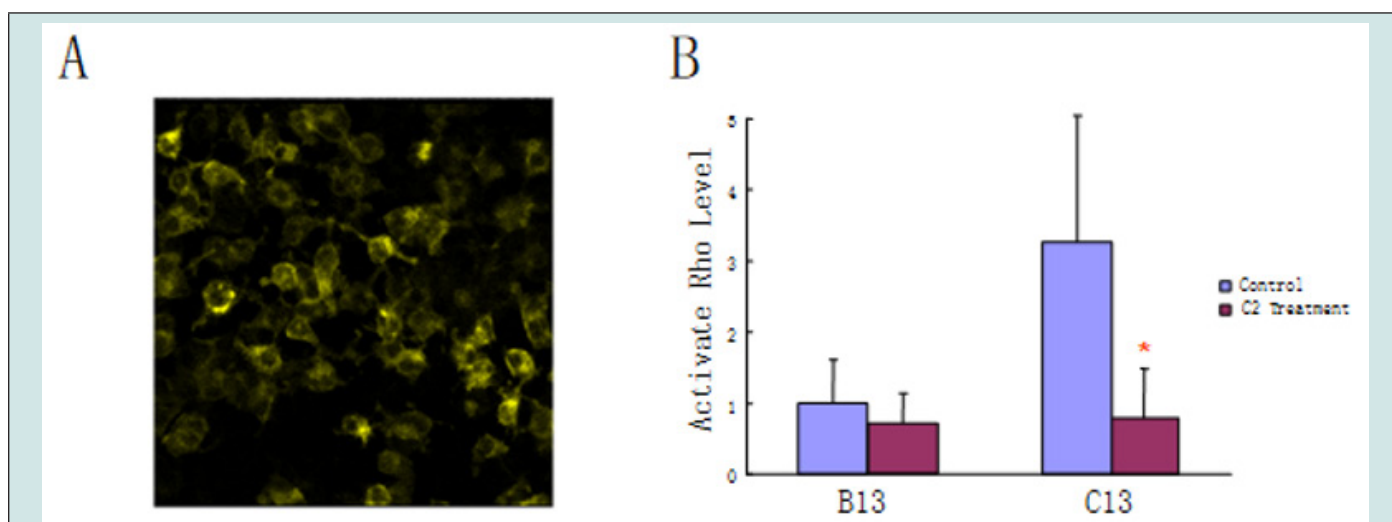 A
B
Activate Rho Level
5
4
3
2
1
0
*
Control
C2 Treatment
B13
C13